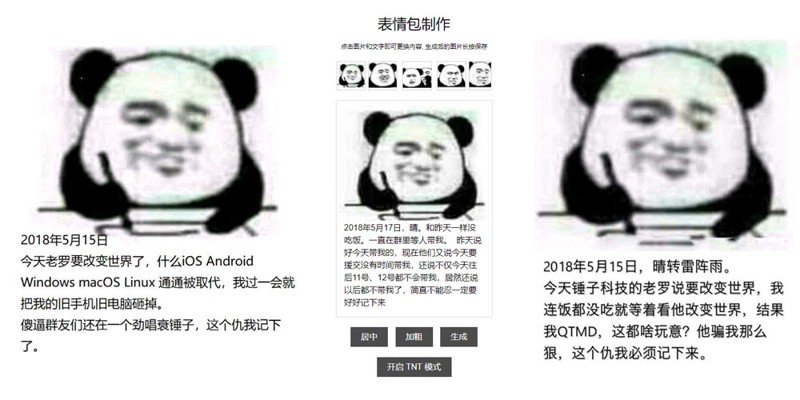 2018年5月15日
今天老罗要改变世界了，什么iOS Android
Windows macOS Linux 通通被取代，我过一会就
把我的旧手机旧电脑砸掉。
傻逼群友们还在一个劲唱衰锤子，这个仇我记下
了。
表情包制作
点击图片和文字即可更换内容, 生成后的图片长按保存
2018年5月17日，晴。和昨天一样没
吃饭。一直在群里等人带我。 昨天说
好今天带我的，现在他们又说今天要
援交没有时间带我，还说不仅今天往
后11号、12号都不会带我，居然还说
以后都不带我了，简直不能忍一定要
好好记下来
居中
加粗
生成
开启 TNT 模式
2018年5月15日，晴转雷阵雨。
今天锤子科技的老罗说要改变世界，我
连饭都没吃就等着看他改变世界，结果
我QTMD，这都啥玩意？他骗我那么
狠，这个仇我必须记下来。